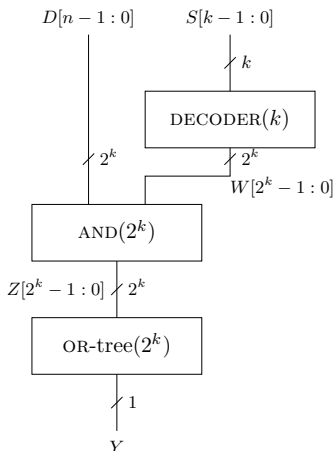 D[n − 1 : 0] S[k − 1 : 0]
k
DECODER(k)
2^k 2^k
W[2^k − 1 : 0]
AND(2^k)
Z[2^k − 1 : 0] 2^k
OR-tree(2^k)
1
Y